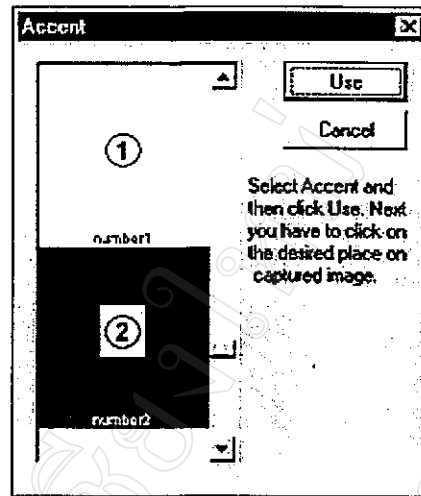 Accent
1
number1
2
number2
Use
Cancel
Select Accent and
then click Use. Next
you have to click on
the desired place on
captured image.